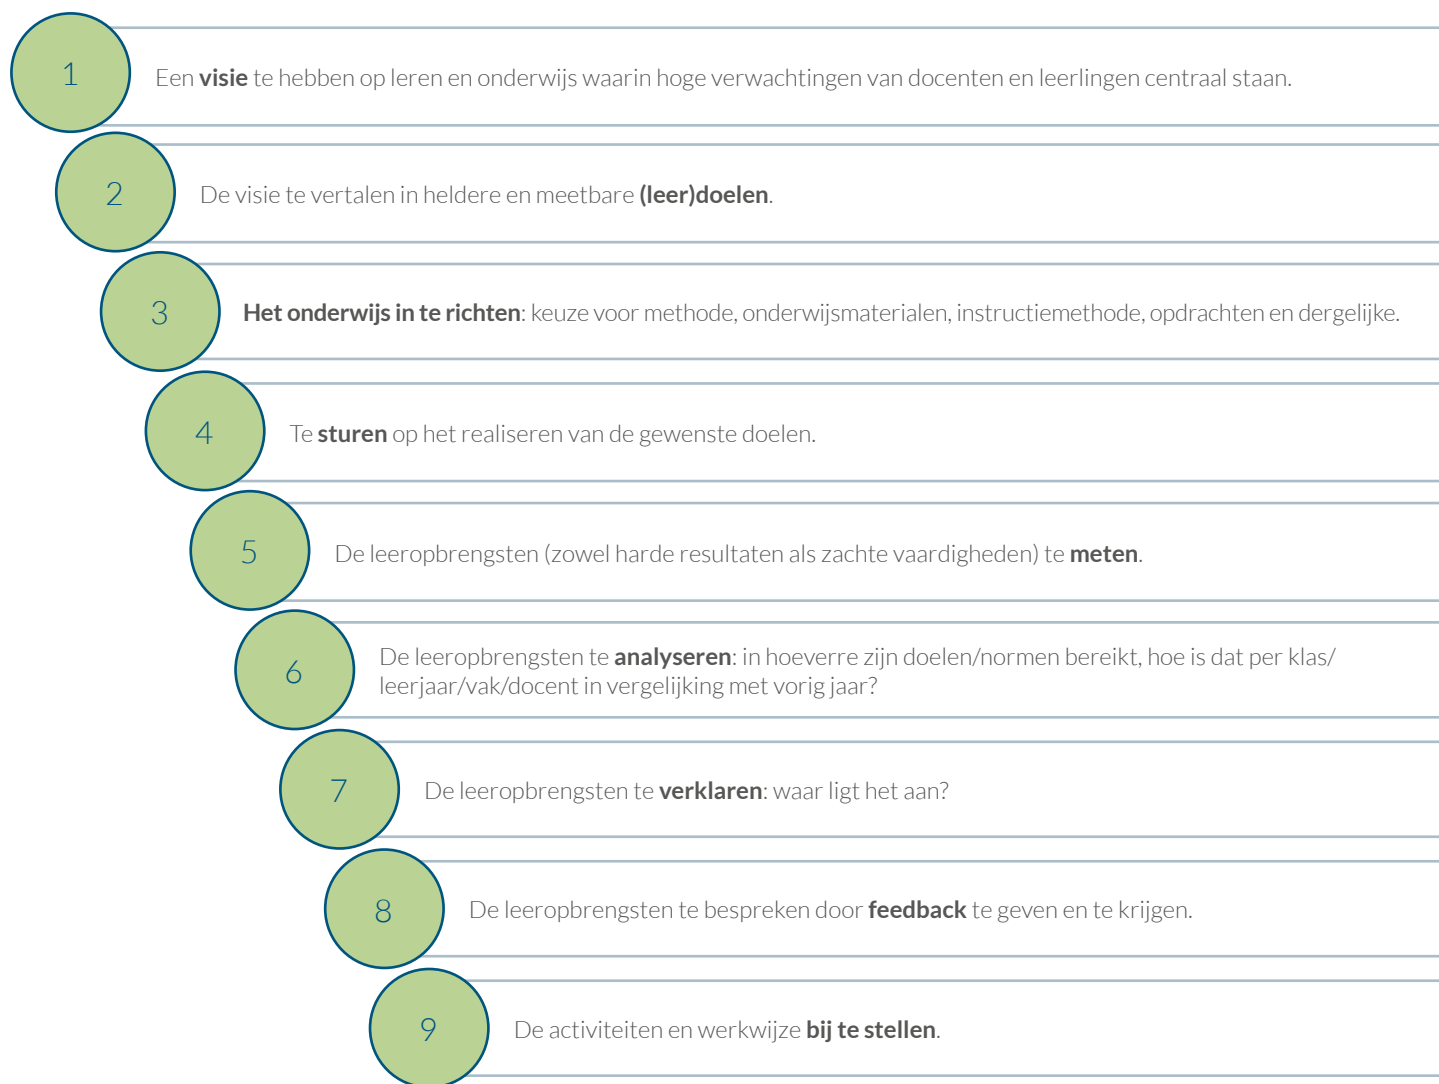 1
Een visie te hebben op leren en onderwijs waarin hoge verwachtingen van docenten en leerlingen centraal staan.
2
De visie te vertalen in heldere en meetbare (leer)doelen.
3
Het onderwijs in te richten: keuze voor methode, onderwijsmaterialen, instructiemethode, opdrachten en dergelijke.
4
Te sturen op het realiseren van de gewenste doelen.
5
De leeropbrengsten (zowel harde resultaten als zachte vaardigheden) te meten.
6
De leeropbrengsten te analyseren: in hoeverre zijn doelen/normen bereikt, hoe is dat per klas/
leerjaar/vak/docent in vergelijking met vorig jaar?
7
De leeropbrengsten te verklaren: waar ligt het aan?
8
De leeropbrengsten te bespreken door feedback te geven en te krijgen.
9
De activiteiten en werkwijze bij te stellen.